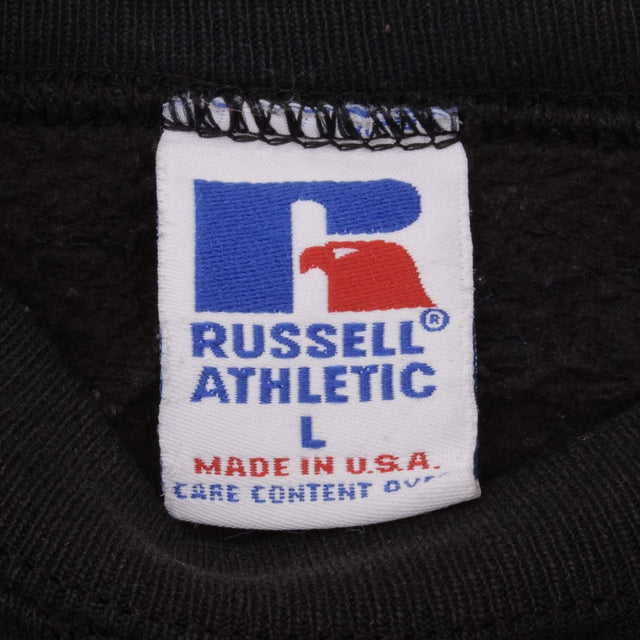 RUSSELL®
ATHLETIC
L
MADE IN U.S.A.
CARE CONTENT